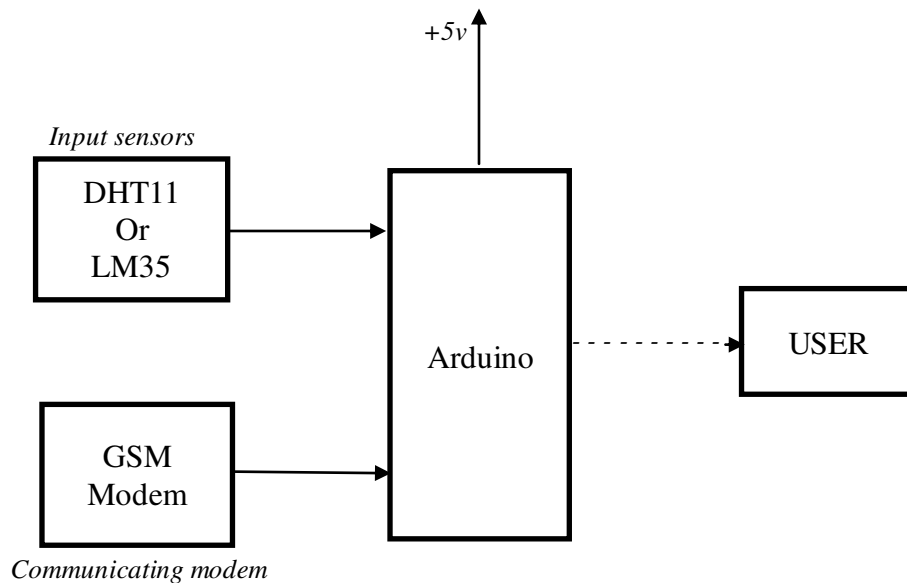 +5v
Input sensors
DHT11
Or
LM35
Arduino
USER
GSM
Modem
Communicating modem